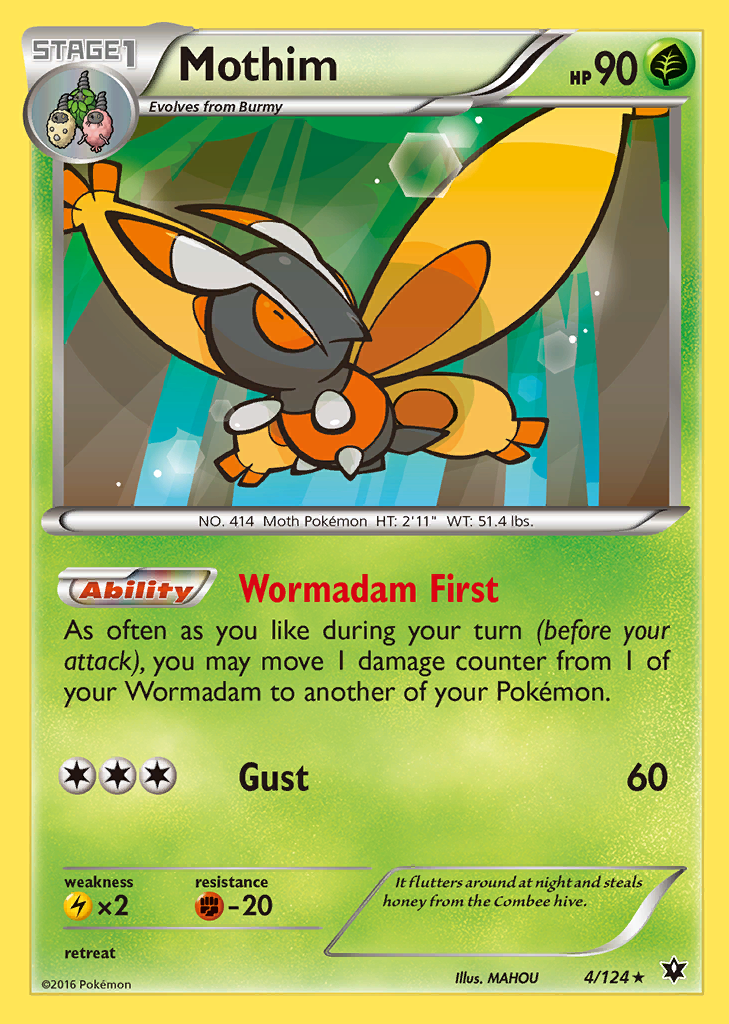 STAGE1
Mothim
HP 90
Evolves from Burmy
NO. 414 Moth Pokémon HT: 2'11" WT: 51.4 lbs.
Ability Wormadam First
As often as you like during your turn (before your
attack), you may move 1 damage counter from 1 of
your Wormadam to another of your Pokémon.
Gust 60
weakness
×2
resistance
-20
retreat
It flutters around at night and steals
honey from the Combee hive.
©2016 Pokémon
Illus. MAHOU
4/124 ★